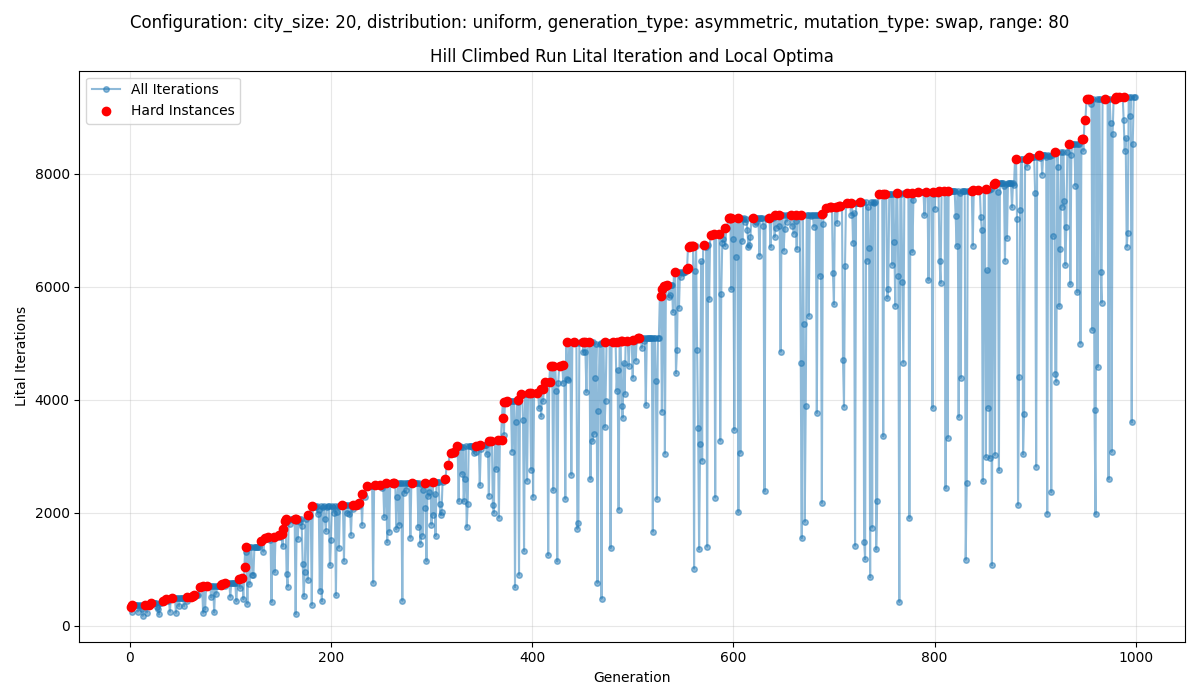 Configuration: city_size: 20, distribution: uniform, generation_type: asymmetric, mutation_type: swap, range: 80
Hill Climbed Run Lital Iteration and Local Optima
All Iterations
Hard Instances
Lital Iterations
8000
6000
4000
2000
0
0 200 400 600 800 1000
Generation